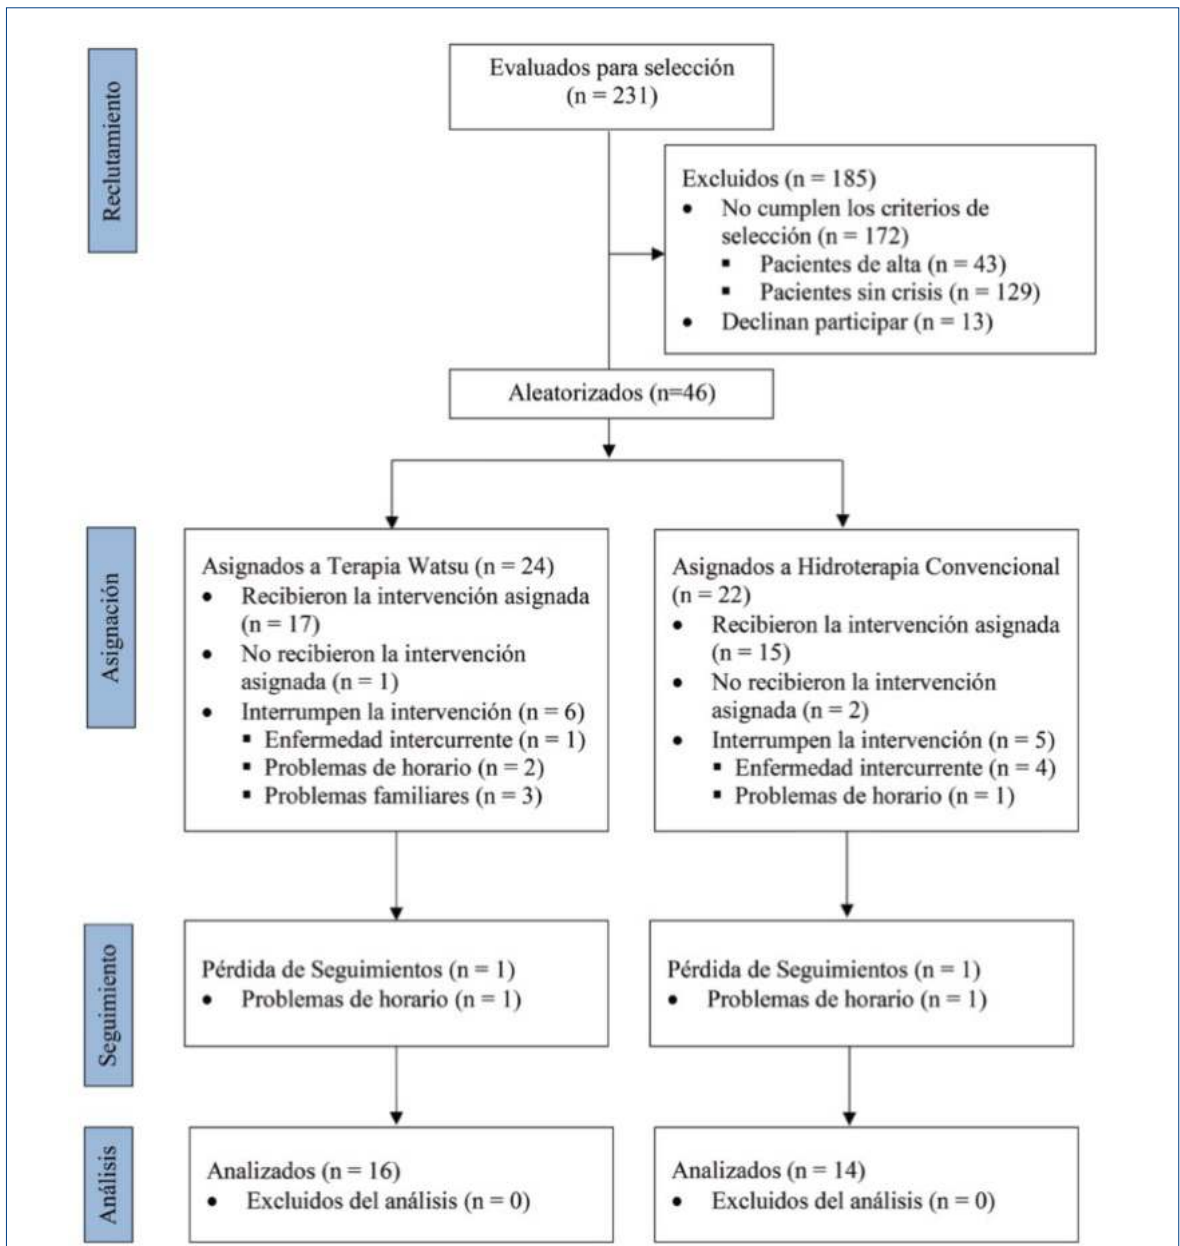 Reclutamiento
Evaluados para selección
(n = 231)
Excluidos (n = 185)
• No cumplen los criterios de
selección (n = 172)
▪ Pacientes de alta (n = 43)
▪ Pacientes sin crisis (n = 129)
• Declinan participar (n = 13)
Aleatorizados (n=46)
Asignación
Asignados a Terapia Watsu (n = 24)
• Recibieron la intervención asignada
(n = 17)
• No recibieron la intervención
asignada (n = 1)
• Interrumpen la intervención (n = 6)
▪ Enfermedad intercurrente (n = 1)
▪ Problemas de horario (n = 2)
▪ Problemas familiares (n = 3)
Asignados a Hidroterapia Convencional
(n = 22)
• Recibieron la intervención asignada
(n = 15)
• No recibieron la intervención
asignada (n = 2)
• Interrumpen la intervención (n = 5)
▪ Enfermedad intercurrente (n = 4)
▪ Problemas de horario (n = 1)
Seguimiento
Pérdida de Seguimientos (n = 1)
• Problemas de horario (n = 1)
Pérdida de Seguimientos (n = 1)
• Problemas de horario (n = 1)
Análisis
Analizados (n = 16)
• Excluidos del análisis (n = 0)
Analizados (n = 14)
• Excluidos del análisis (n = 0)